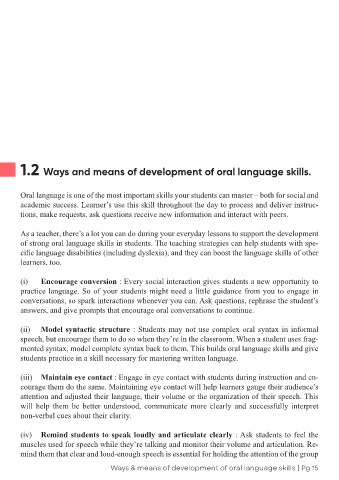 1.2 Ways and means of development of oral language skills.
Oral language is one of the most important skills your students can master – both for social and
academic success. Learner's use this skill throughout the day to process and deliver instruc-
tions, make requests, ask questions receive new information and interact with peers.
As a teacher, there's a lot you can do during your everyday lessons to support the development
of strong oral language skills in students. The teaching strategies can help students with spe-
cific language disabilities (including dyslexia), and they can boost the language skills of other
learners, too.
(i) Encourage conversion : Every social interaction gives students a new opportunity to
practice language. So of your students might need a little guidance from you to engage in
conversations, so spark interactions whenever you can. Ask questions, rephrase the student's
answers, and give prompts that encourage oral conversations to continue.
(ii) Model syntactic structure : Students may not use complex oral syntax in informal
speech, but encourage them to do so when they're in the classroom. When a student uses frag-
mented syntax, model complete syntax back to them. This builds oral language skills and give
students practice in a skill necessary for mastering written language.
(iii) Maintain eye contact : Engage in eye contact with students during instruction and en-
courage them do the same. Maintaining eye contact will help learners gauge their audience's
attention and adjusted their language, their volume or the organization of their speech. This
will help them be better understood, communicate more clearly and successfully interpret
non-verbal cues about their clarity.
(iv) Remind students to speak loudly and articulate clearly : Ask students to feel the
muscles used for speech while they're talking and monitor their volume and articulation. Re-
mind them that clear and loud-enough speech is essential for holding the attention of the group
Ways & means of development of oral language skills | Pg 15